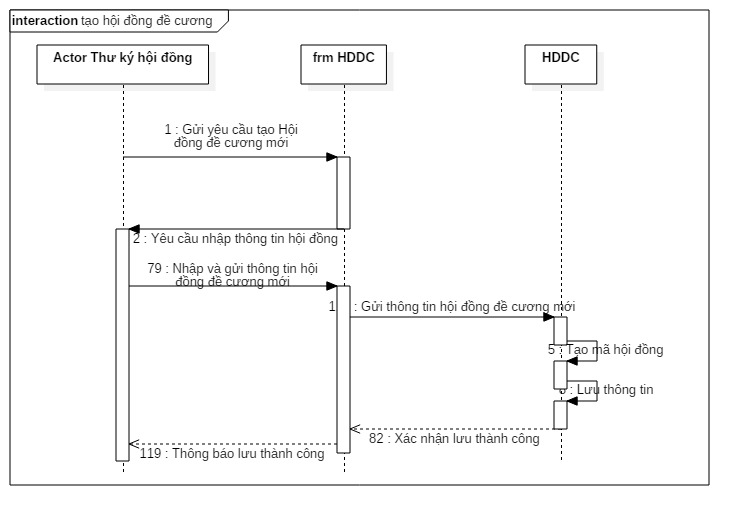 interaction tạo hội đồng đề cương
Actor Thư ký hội đồng
frm HDDC
HDDC
1 : Gửi yêu cầu tạo Hội
đồng đề cương mới
2 : Yêu cầu nhập thông tin hội đồng
79 : Nhập và gửi thông tin hội
đồng đề cương mới
1 : Gửi thông tin hội đồng đề cương mới
5 : Tạo mã hội đồng
: Lưu thông tin
82 : Xác nhận lưu thành công
119 : Thông báo lưu thành công